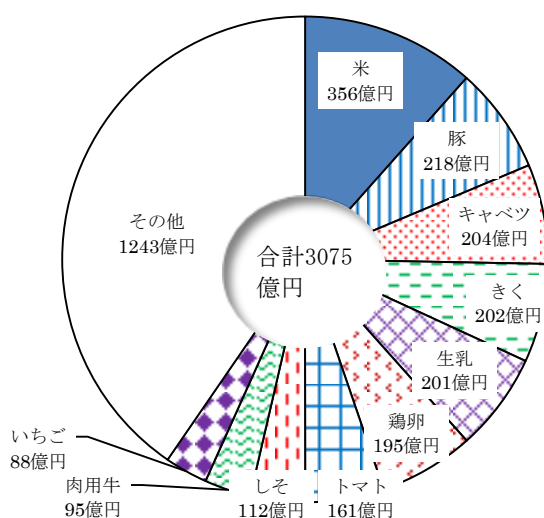 米
356億円
豚
218億円
キャベツ
204億円
きく
202億円
生乳
201億円
鶏卵
195億円
トマト
161億円
しそ
112億円
肉用牛
95億円
いちご
88億円
その他
1243億円
合計3075
億円